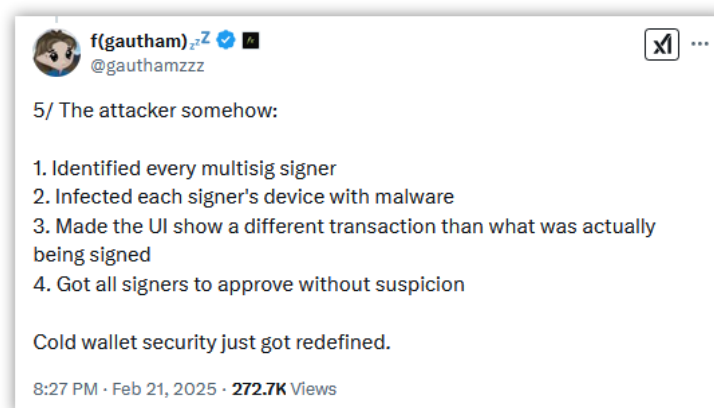 f(gautham)zzZ
@gauthamzzz
5/ The attacker somehow:
1. Identified every multisig signer
2. Infected each signer's device with malware
3. Made the UI show a different transaction than what was actually
being signed
4. Got all signers to approve without suspicion
Cold wallet security just got redefined.
8:27 PM · Feb 21, 2025 · 272.7K Views